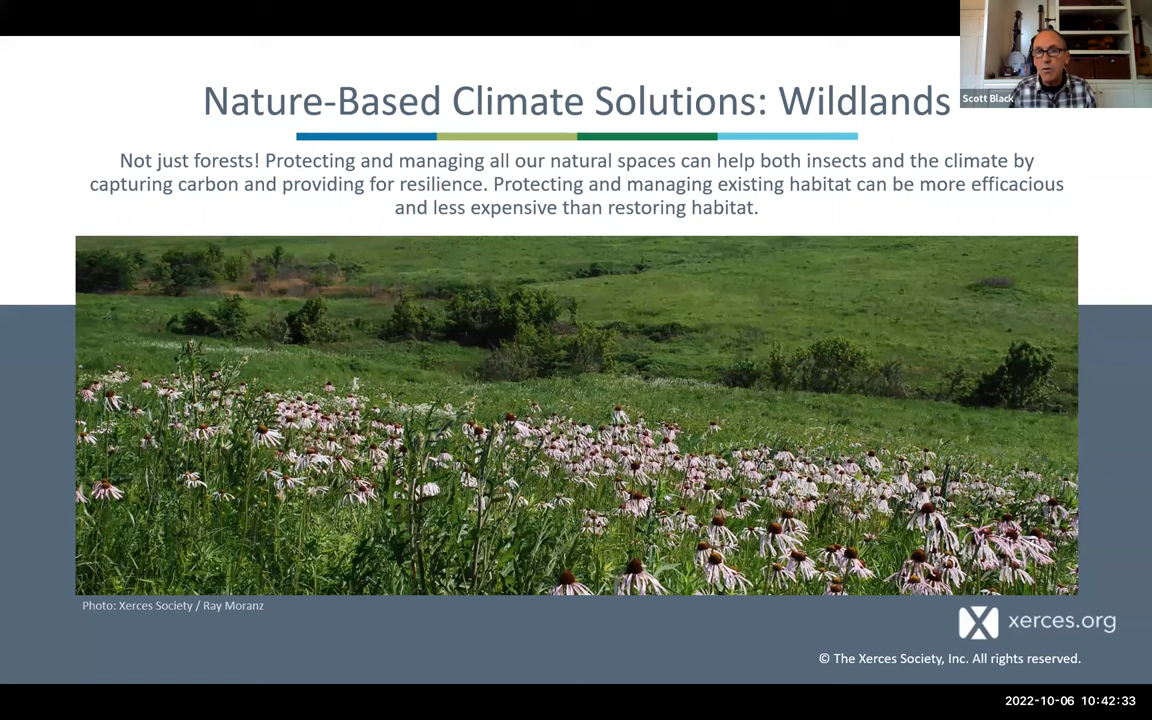 Nature-Based Climate Solutions: Wildlands
Scott Black
Not just forests! Protecting and managing all our natural spaces can help both insects and the climate by
capturing carbon and providing for resilience. Protecting and managing existing habitat can be more efficacious
and less expensive than restoring habitat.
Photo: Xerces Society / Ray Moranz
xerces.org
© The Xerces Society, Inc. All rights reserved.
2022-10-06 10:42:33